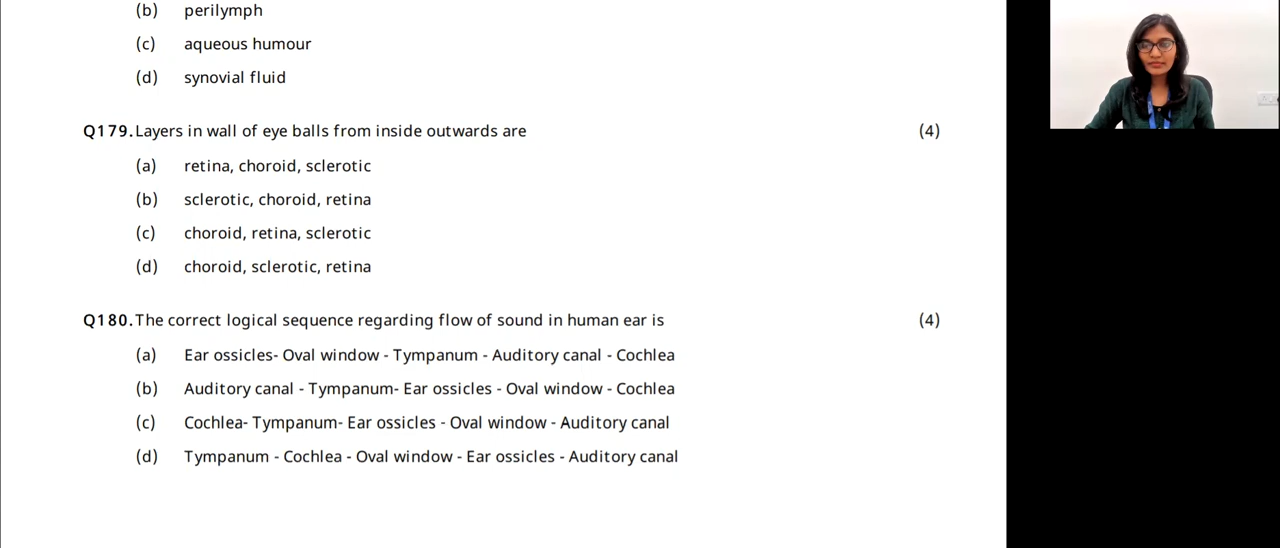 (b) perilymph
(c) aqueous humour
(d) synovial fluid
Q179. Layers in wall of eye balls from inside outwards are (4)
(a) retina, choroid, sclerotic
(b) sclerotic, choroid, retina
(c) choroid, retina, sclerotic
(d) choroid, sclerotic, retina
Q180. The correct logical sequence regarding flow of sound in human ear is (4)
(a) Ear ossicles- Oval window - Tympanum - Auditory canal - Cochlea
(b) Auditory canal - Tympanum- Ear ossicles - Oval window - Cochlea
(c) Cochlea- Tympanum- Ear ossicles - Oval window - Auditory canal
(d) Tympanum - Cochlea - Oval window - Ear ossicles - Auditory canal